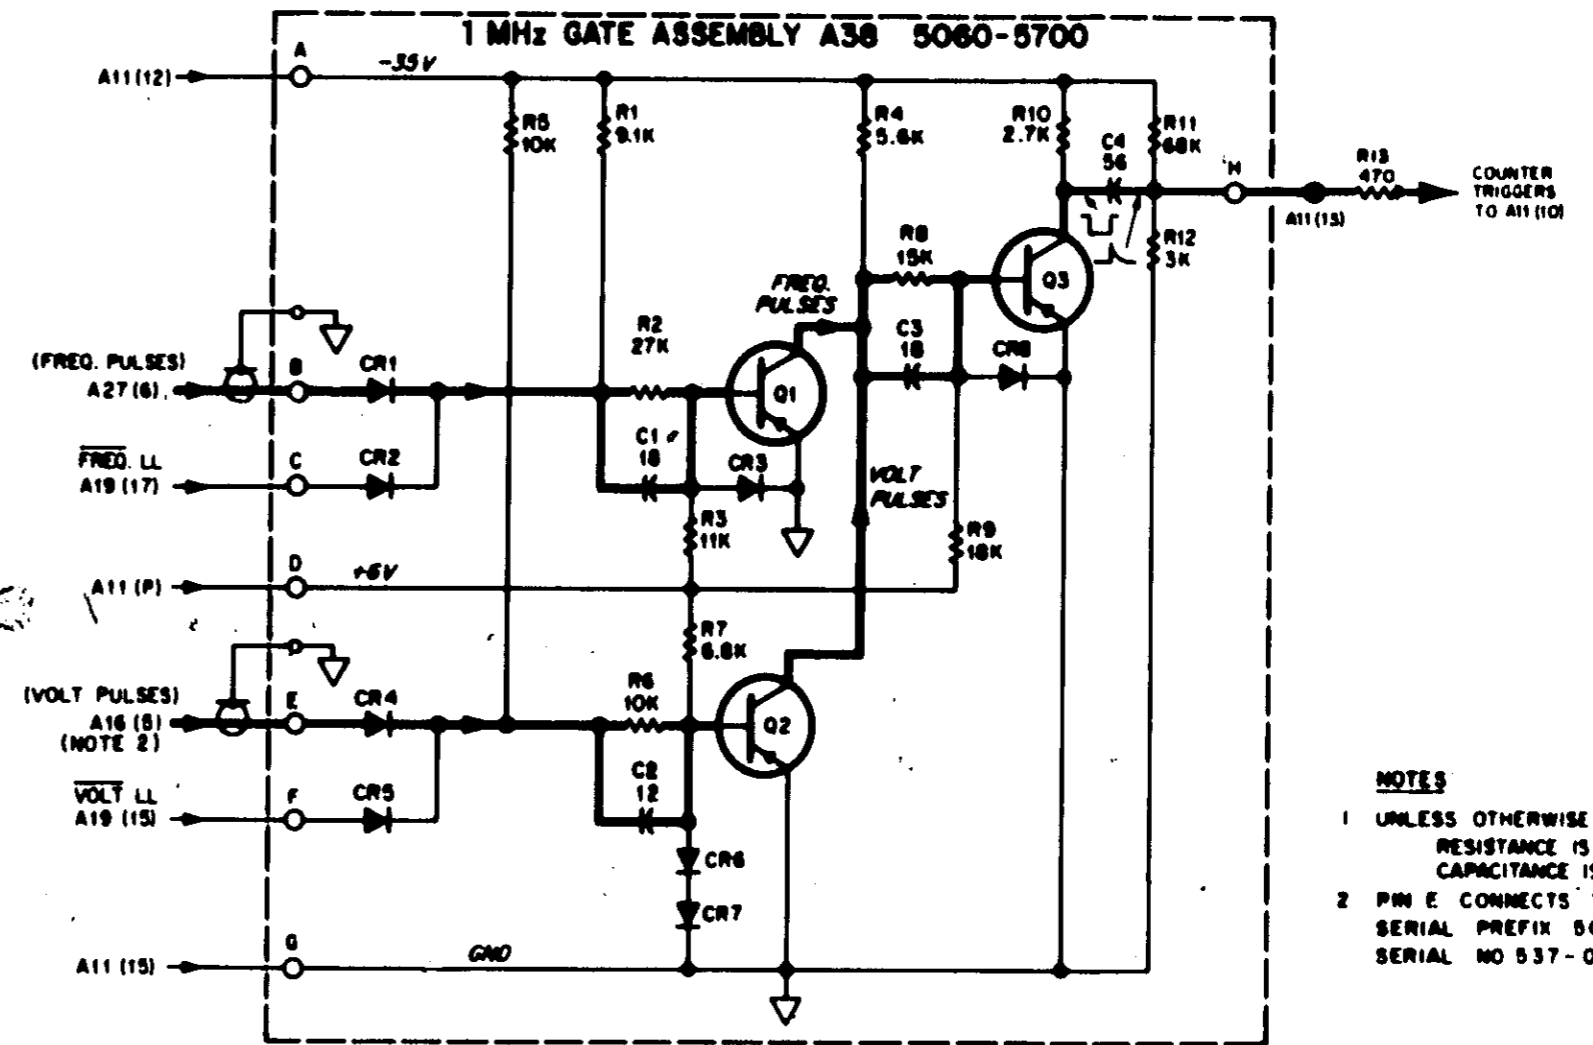 1 MHz GATE ASSEMBLY A38 5060-5700
A11(12)
A
-35V
R5
10K
R1
9.1K
R4
5.6K
R10
2.7K
C4
56
R11
68K
H
A11(15)
R13
470
COUNTER
TRIGGERS
TO A11(10)
R12
3K
R8
15K
Q3
FREQ.
PULSES
C3
18
CR8
(FREQ. PULSES)
A27(6)
B
CR1
R2
27K
Q1
C1
18
CR3
FREQ. LL
A19(17)
C
CR2
VOLT
PULSES
R3
11K
R9
18K
A11(P)
D
+6V
R7
6.8K
(VOLT PULSES)
A16(5)
(NOTE 2)
E
CR4
R6
10K
Q2
C2
12
VOLT LL
A19 (15)
F
CR5
CR6
CR7
A11(15)
G
GND
NOTES
1 UNLESS OTHERWISE
RESISTANCE IS
CAPACITANCE IS
2 PIN E CONNECTS
SERIAL PREFIX
SERIAL NO 537-0